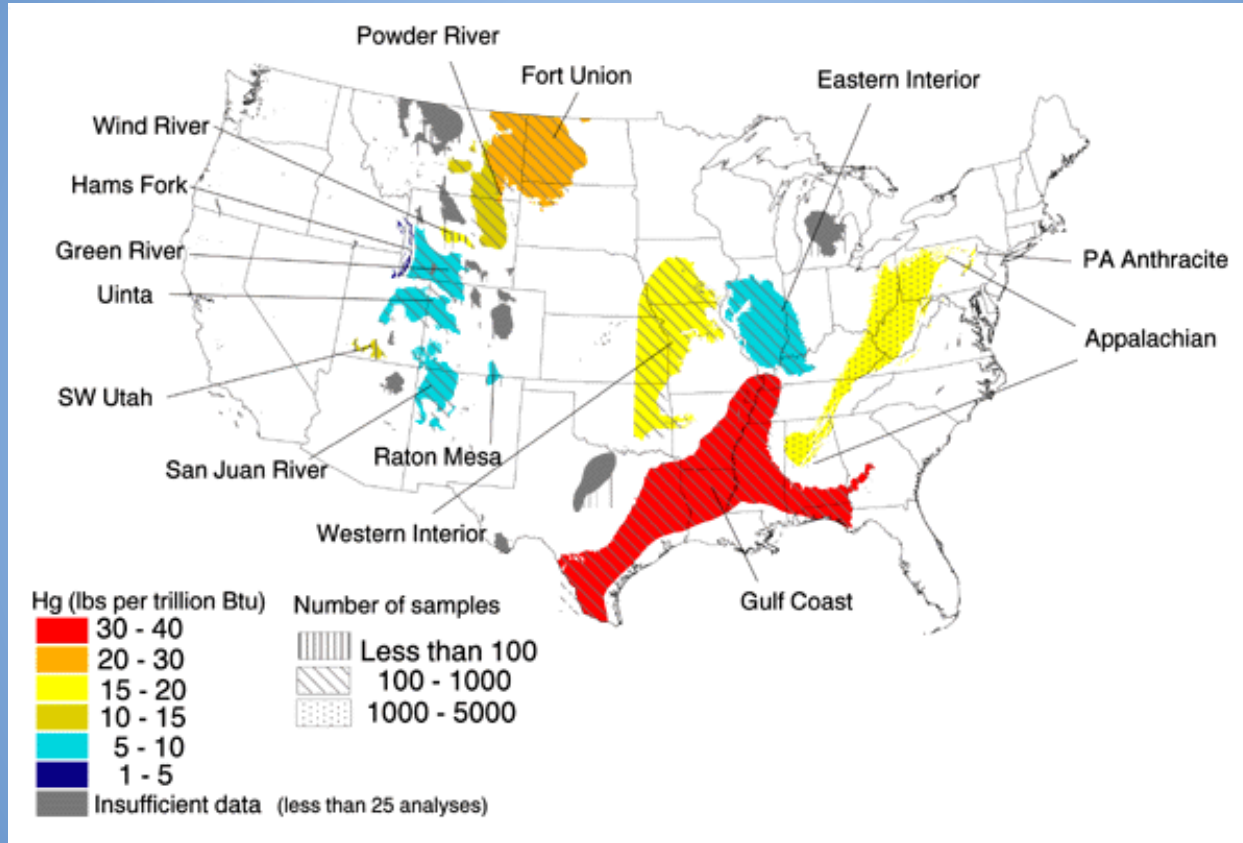 Powder River
Fort Union
Eastern Interior
Wind River
Hams Fork
Green River
Uinta
PA Anthracite
Appalachian
SW Utah
San Juan River
Raton Mesa
Western Interior
Gulf Coast
Hg (lbs per trillion Btu)
30 - 40
20 - 30
15 - 20
10 - 15
5 - 10
1 - 5
Insufficient data (less than 25 analyses)
Number of samples
Less than 100
100 - 1000
1000 - 5000